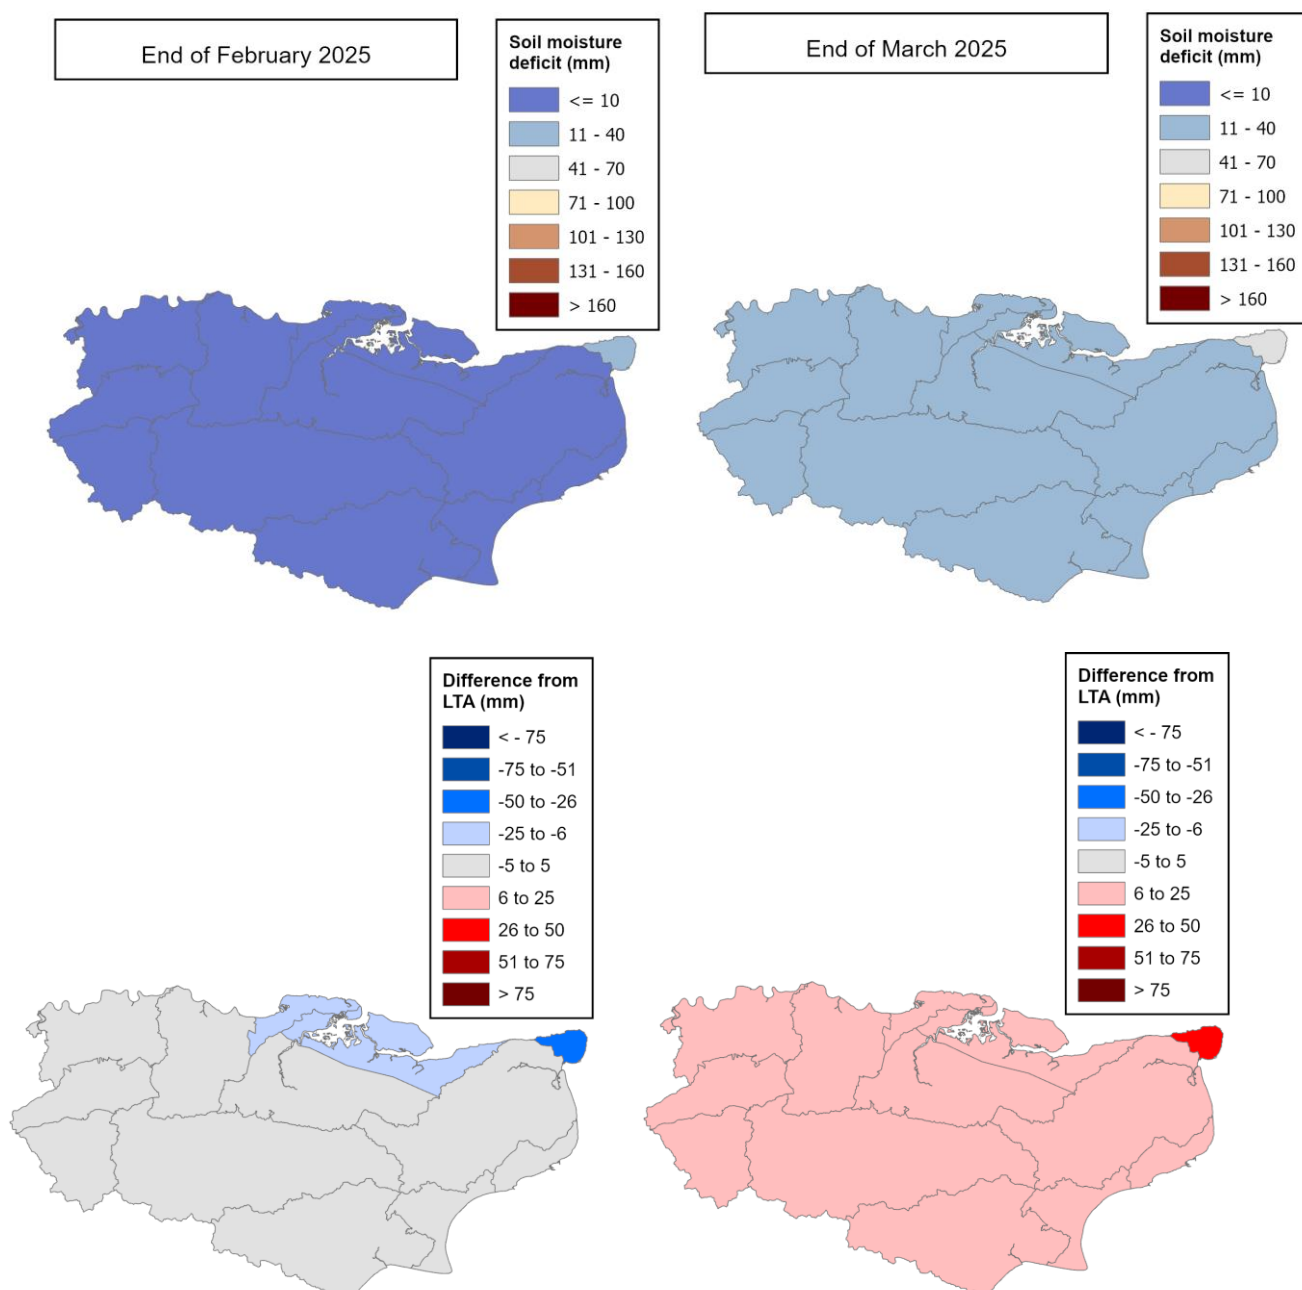 End of February 2025
Soil moisture
deficit (mm)
<= 10
11 - 40
41 - 70
71 - 100
101 - 130
131 - 160
> 160
End of March 2025
Soil moisture
deficit (mm)
<= 10
11 - 40
41 - 70
71 - 100
101 - 130
131 - 160
> 160
Difference from
LTA (mm)
< - 75
-75 to -51
-50 to -26
-25 to -6
-5 to 5
6 to 25
26 to 50
51 to 75
> 75
Difference from
LTA (mm)
< - 75
-75 to -51
-50 to -26
-25 to -6
-5 to 5
6 to 25
26 to 50
51 to 75
> 75